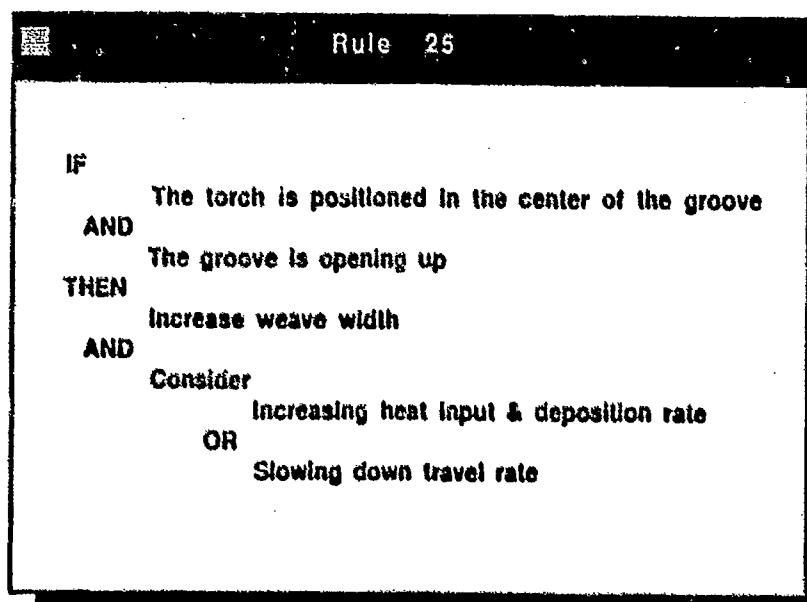 Rule 25
IF
The torch is positioned in the center of the groove
AND
The groove is opening up
THEN
Increase weave width
AND
Consider
Increasing heat input & deposition rate
OR
Slowing down travel rate